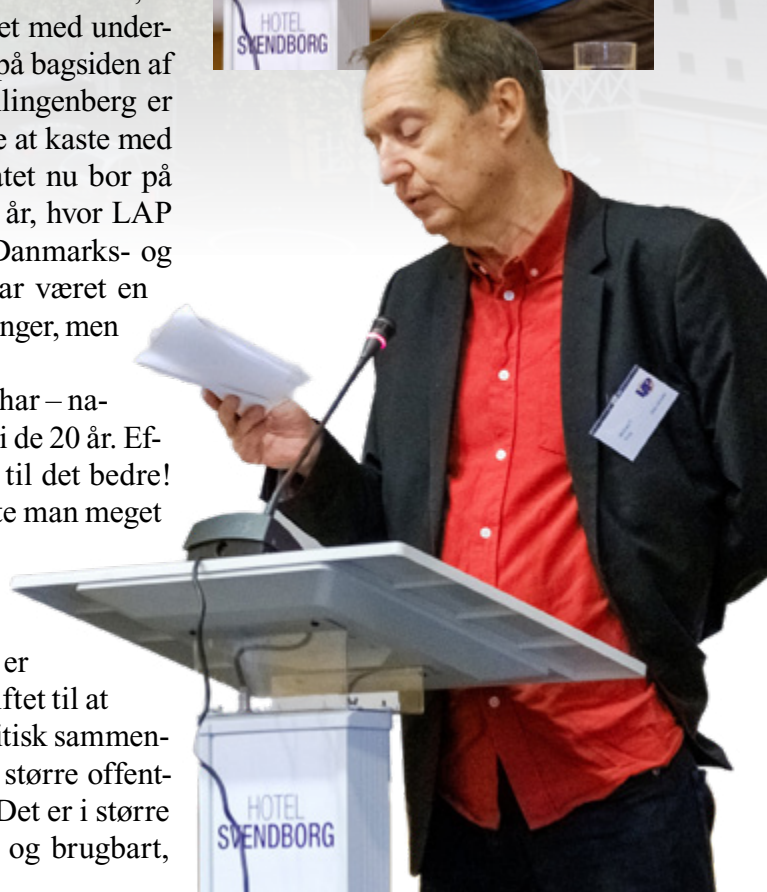 et med under-
på bagsiden af
lingenberg er
e at kaste med
atet nu bor på
år, hvor LAP
Danmarks- og
ar været en
nger, men
har – na-
i de 20 år. Ef-
til det bedre!
te man meget
er
ftet til at
itisk sammen-
større offent-
Det er i større
og brugbart,
HOTEL
SVENDBORG
LAP
HOTEL
SVENDBORG